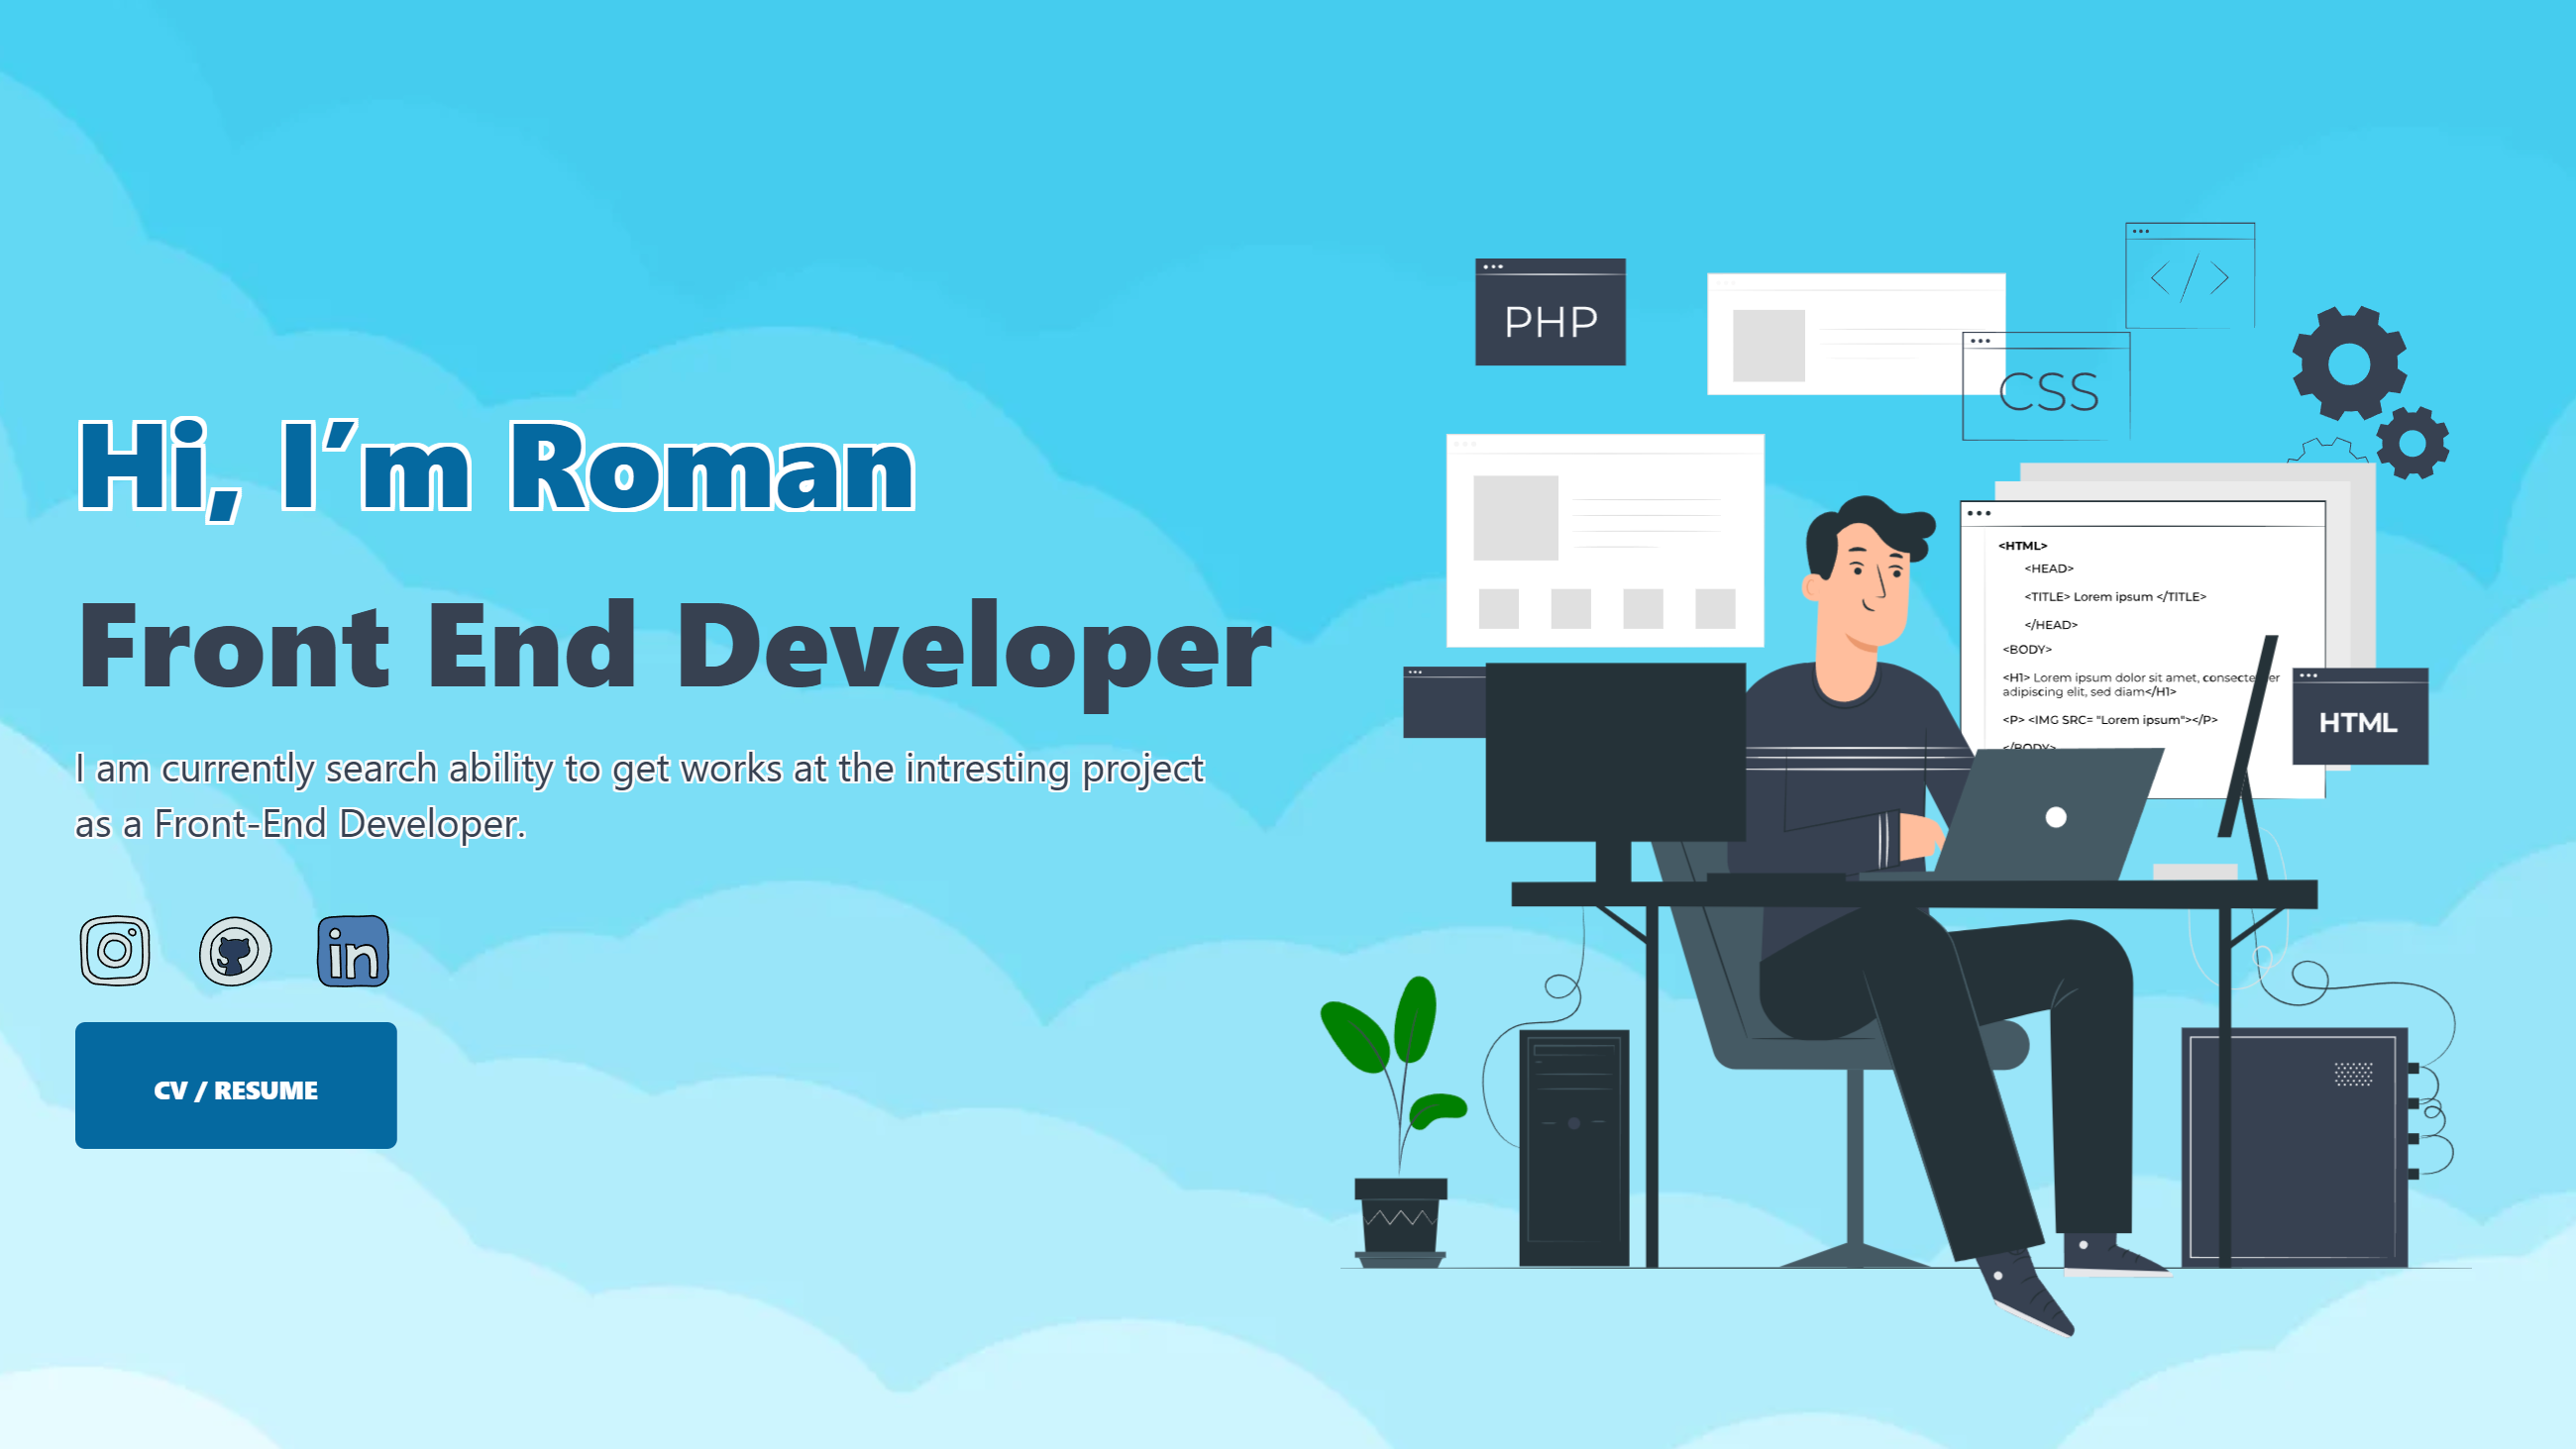 Hi, I’m Roman
Front End Developer
I am currently search ability to get works at the intresting project
as a Front-End Developer.
in
CV / RESUME
PHP
CSS
</>
<HTML>
<HEAD>
<TITLE> Lorem ipsum </TITLE>
</HEAD>
<BODY>
<H1> Lorem ipsum dolor sit amet, 
adipiscing elit, sed diam</H1>
<P> <IMG SRC= "Lorem ipsum"></P>
</BODY>
HTML